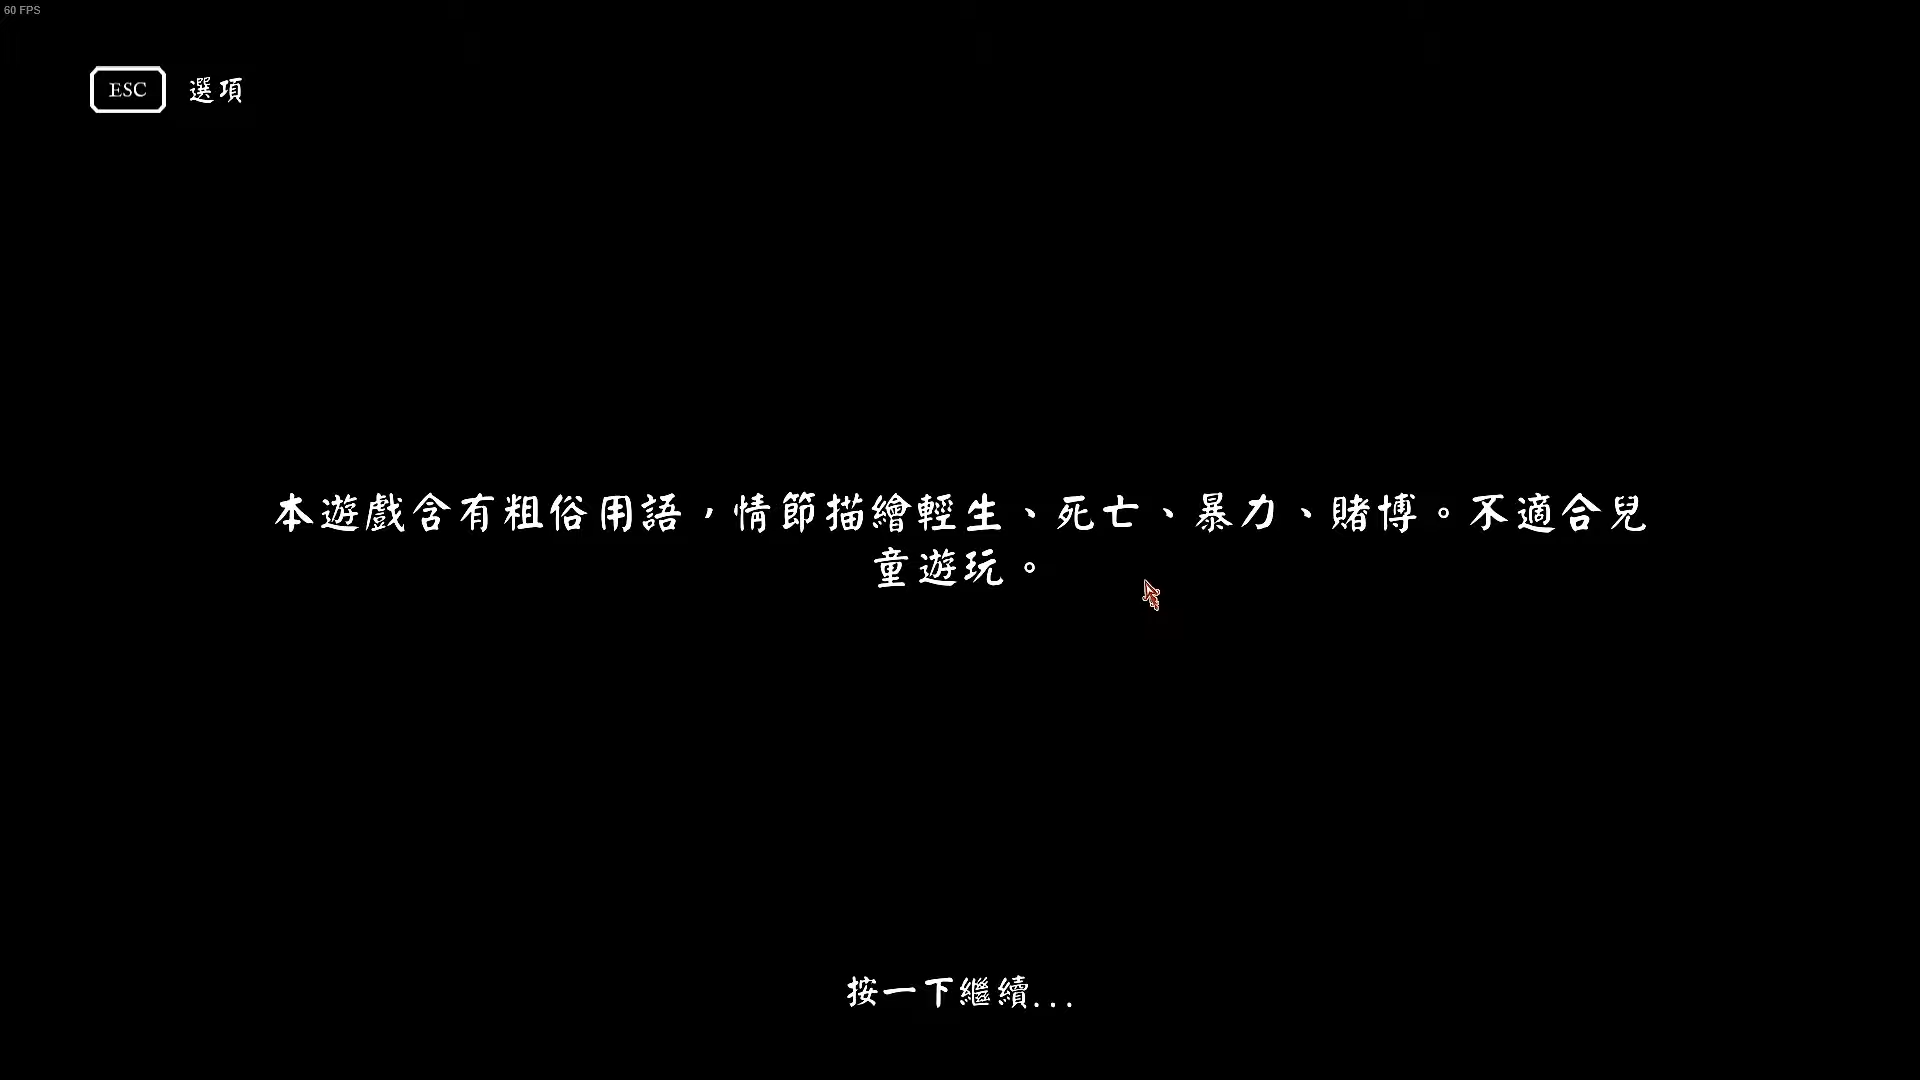 60 FPS
ESC 選項
本遊戲含有粗俗用語，情節描繪輕生、死亡、暴力、賭博。不適合兒
童遊玩。
按一下繼續...